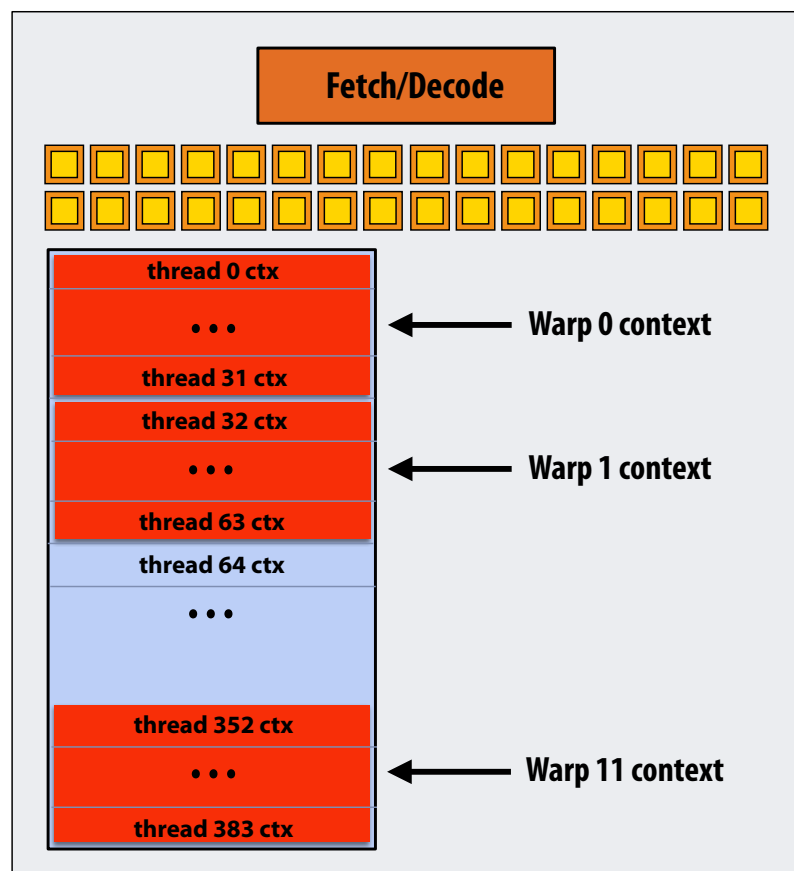 Fetch/Decode
thread 0 ctx
• • •
Warp 0 context
thread 31 ctx
thread 32 ctx
• • •
Warp 1 context
thread 63 ctx
thread 64 ctx
• • •
thread 352 ctx
• • •
Warp 11 context
thread 383 ctx